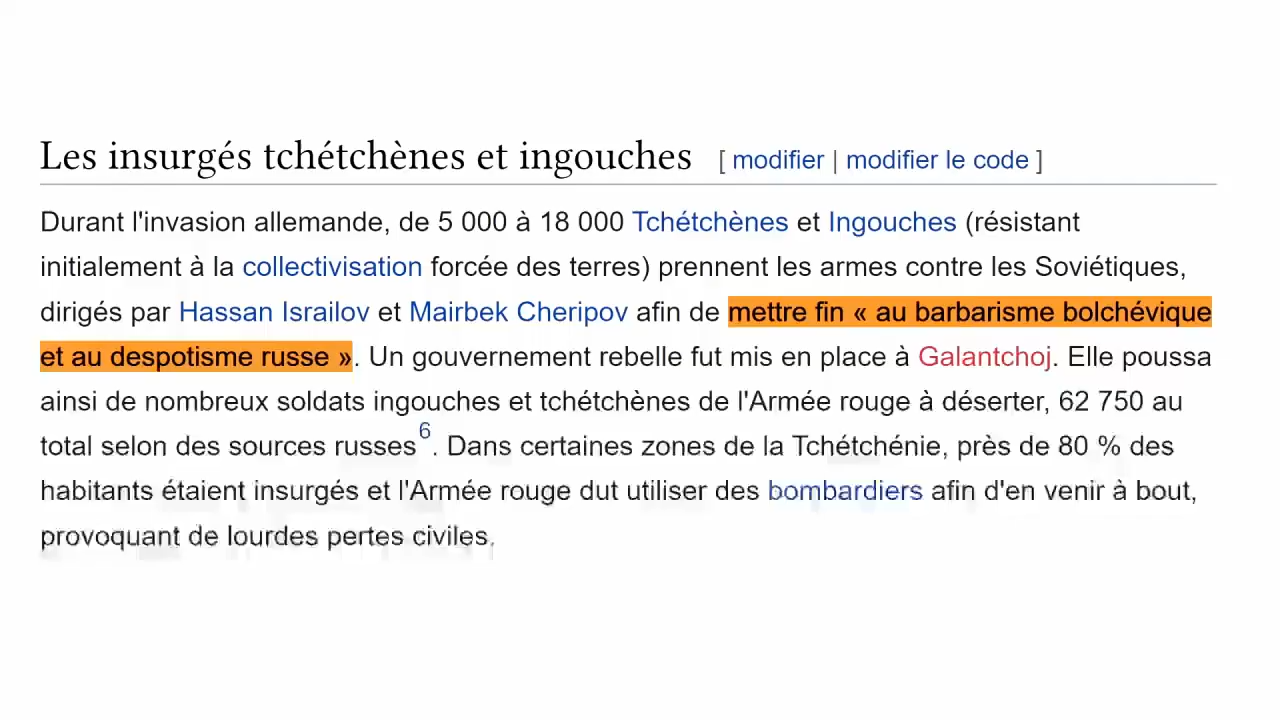 Les insurgés tchétchènes et ingouches [ modifier | modifier le code ]
Durant l'invasion allemande, de 5 000 à 18 000 Tchétchènes et Ingouches (résistant
initialement à la collectivisation forcée des terres) prennent les armes contre les Soviétiques,
dirigés par Hassan Israilov et Mairbek Cheripov afin de mettre fin « au barbarisme bolchévique
et au despotisme russe ». Un gouvernement rebelle fut mis en place à Galantchoj. Elle poussa
ainsi de nombreux soldats ingouches et tchétchènes de l'Armée rouge à déserter, 62 750 au
total selon des sources russes6. Dans certaines zones de la Tchétchénie, près de 80 % des
habitants étaient insurgés et l'Armée rouge dut utiliser des bombardiers afin d'en venir à bout,
provoquant de lourdes pertes civiles.